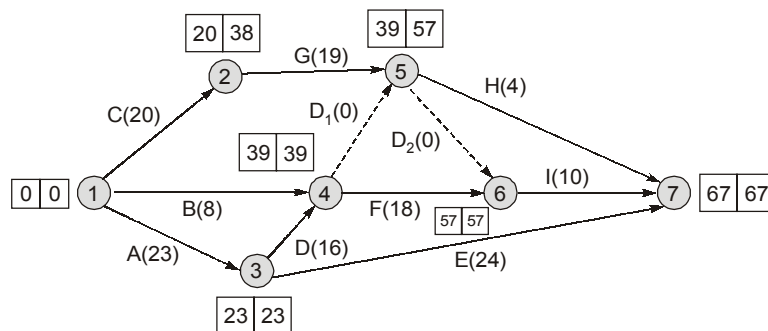 20 38
39 57
G(19)
2
5
H(4)
C(20)
D1(0)
D2(0)
39 39
0 0
1
4
6
I(10)
7
67 67
B(8)
F(18)
57 57
A(23)
D(16)
3
E(24)
23 23